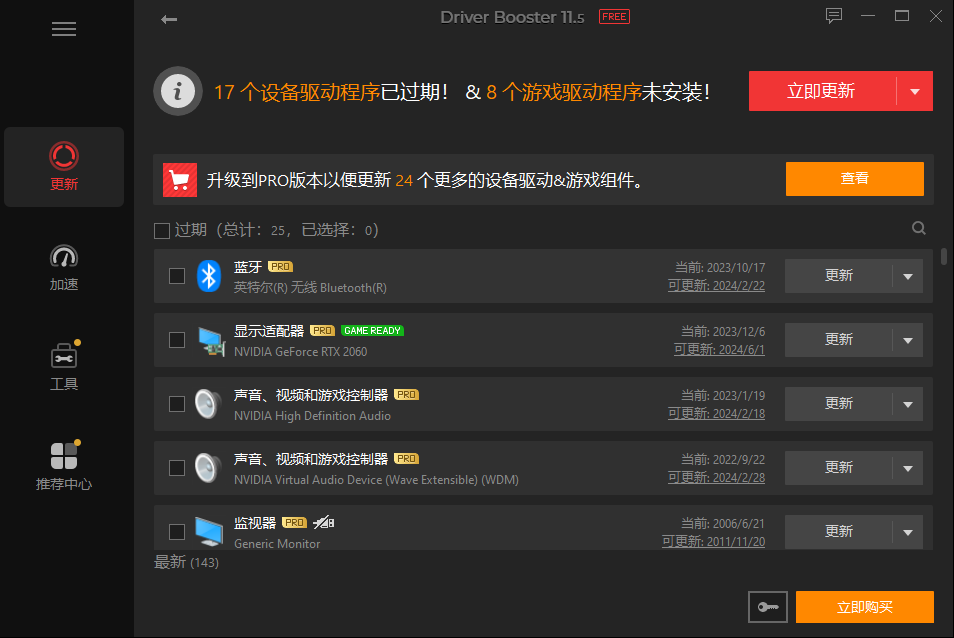 Driver Booster 11.5 FREE
17 个设备驱动程序已过期！ & 8 个游戏驱动程序未安装！
立即更新
升级到PRO版本以便更新 24 个更多的设备驱动&游戏组件。
查看
更新
加速
工具
推荐中心
过期（总计：25，已选择：0）
蓝牙 PRO
英特尔(R) 无线 Bluetooth(R)
当前: 2023/10/17
可更新: 2024/2/22
更新
显示适配器 PRO GAME READY
NVIDIA GeForce RTX 2060
当前: 2023/12/6
可更新: 2024/6/1
更新
声音、视频和游戏控制器 PRO
NVIDIA High Definition Audio
当前: 2023/1/19
可更新: 2024/2/18
更新
声音、视频和游戏控制器 PRO
NVIDIA Virtual Audio Device (Wave Extensible) (WDM)
当前: 2022/9/22
可更新: 2024/2/28
更新
监视器 PRO
Generic Monitor
当前: 2006/6/21
可更新: 2011/11/20
更新
最新 (143)
立即购买